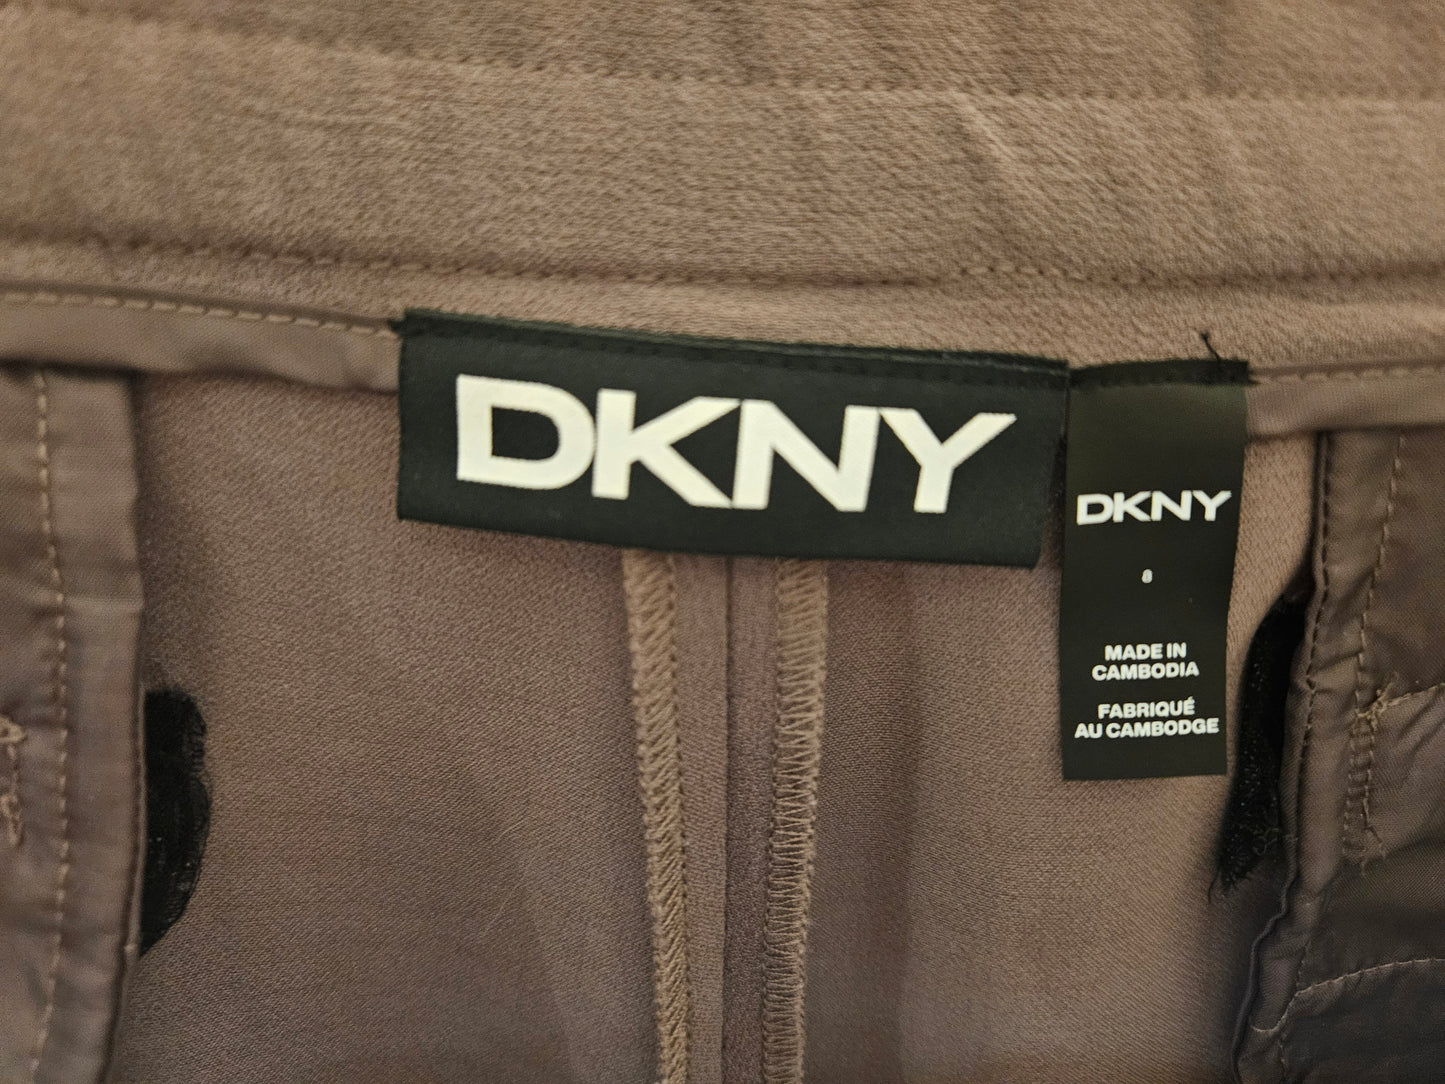 DKNY
DKNY
8
MADE IN
CAMBODIA
FABRIQUÉ
AU CAMBODGE